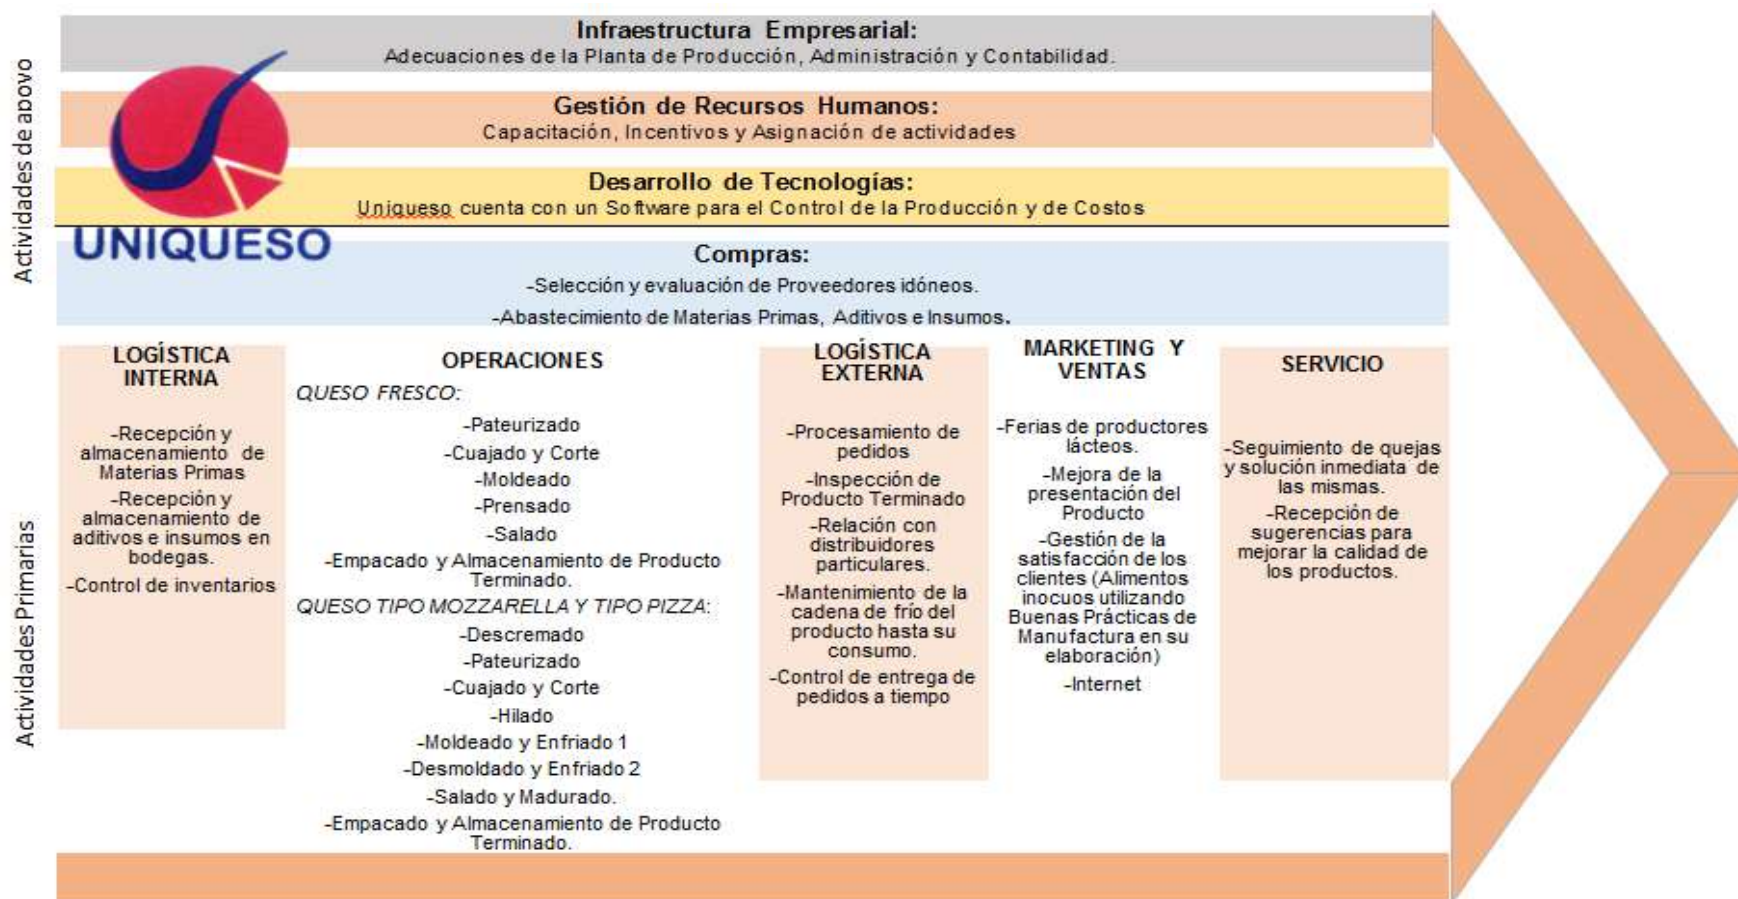 Actividades de apoyo
Infraestructura Empresarial:
Adecuaciones de la Planta de Producción, Administración y Contabilidad.
Gestión de Recursos Humanos:
Capacitación, Incentivos y Asignación de actividades
Desarrollo de Tecnologías:
Uniqueso cuenta con un Software para el Control de la Producción y de Costos
UNIQUESO
Compras:
-Selección y evaluación de Proveedores idóneos.
-Abastecimiento de Materias Primas, Aditivos e Insumos.
Actividades Primarias
LOGÍSTICA
INTERNA
-Recepción y
almacenamiento de
Materias Primas
-Recepción y
almacenamiento de
aditivos e insumos en
bodegas.
-Control de inventarios
OPERACIONES
QUESO FRESCO:
-Pateurizado
-Cuajado y Corte
-Moldeado
-Prensado
-Salado
-Empacado y Almacenamiento de Producto
Terminado.
QUESO TIPO MOZZARELLA Y TIPO PIZZA:
-Descremado
-Pateurizado
-Cuajado y Corte
-Hilado
-Moldeado y Enfriado 1
-Desmoldado y Enfriado 2
-Salado y Madurado.
-Empacado y Almacenamiento de Producto
Terminado.
LOGÍSTICA
EXTERNA
-Procesamiento de
pedidos
-Inspección de
Producto Terminado
-Relación con
distribuidores
particulares.
-Mantenimiento de la
cadena de frío del
producto hasta su
consumo.
-Control de entrega de
pedidos a tiempo
MARKETING Y
VENTAS
-Ferias de productores
lácteos.
-Mejora de la
presentación del
Producto
-Gestión de la
satisfacción de los
clientes (Alimentos
inocuos utilizando
Buenas Prácticas de
Manufactura en su
elaboración)
-Internet
SERVICIO
-Seguimiento de quejas
y solución inmediata de
las mismas.
-Recepción de
sugerencias para
mejorar la calidad de
los productos.